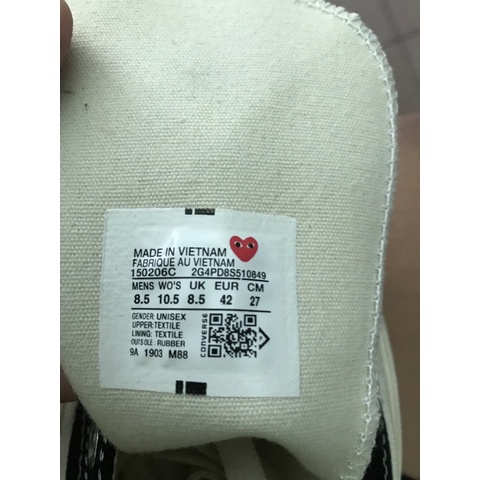 MADE IN VIETNAM
FABRIQUE AU VIETNAM
150206C 2G4PD8S510849
MENS WO'S UK EUR CM
8.5 10.5 8.5 42 27
GENDER: UNISEX
UPPER:TEXTILE
LINING: TEXTILE
OUTSOLE: RUBBER
9A 1903 M88
CONVERSE